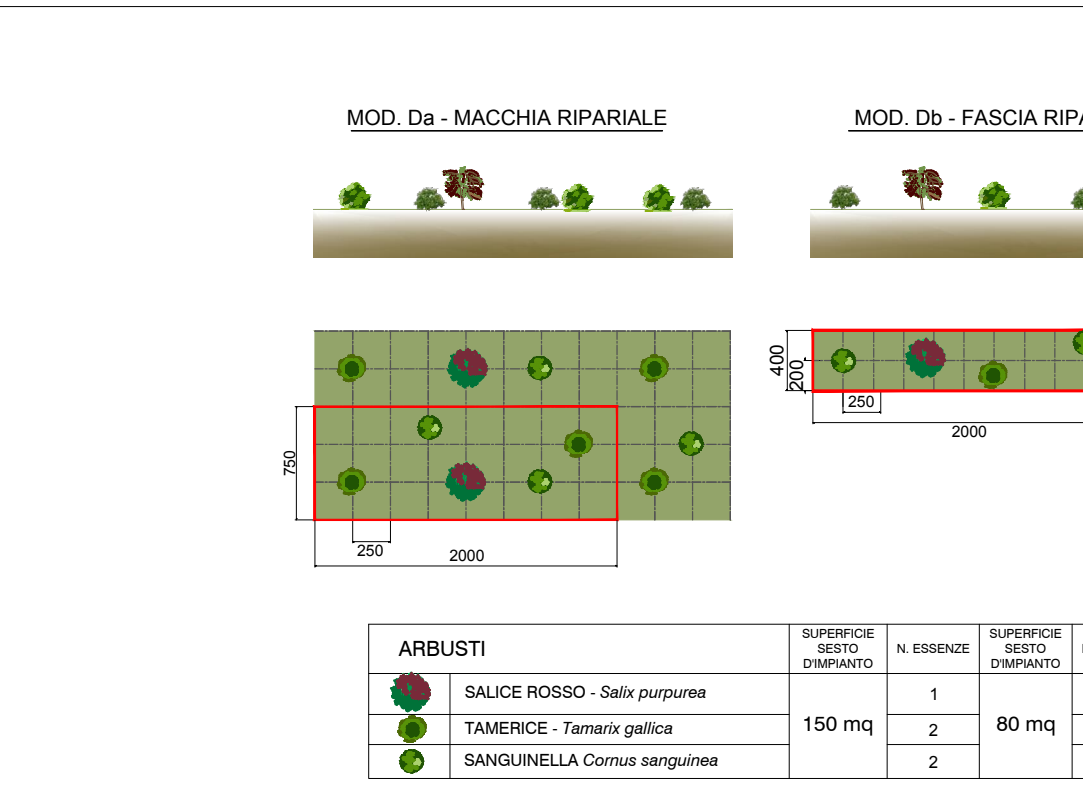 MOD. Da - MACCHIA RIPARIALE
MOD. Db - FASCIA
750
250
2000
400
200
250
2000
ARBUSTI
SUPERFICIE SESTO D'IMPIANTO
N. ESSENZE
SUPERFICIE SESTO D'IMPIANTO
SALICE ROSSO - Salix purpurea
1
TAMERICE - Tamarix gallica
150 mq
2
80 mq
SANGUINELLA Cornus sanguinea
2